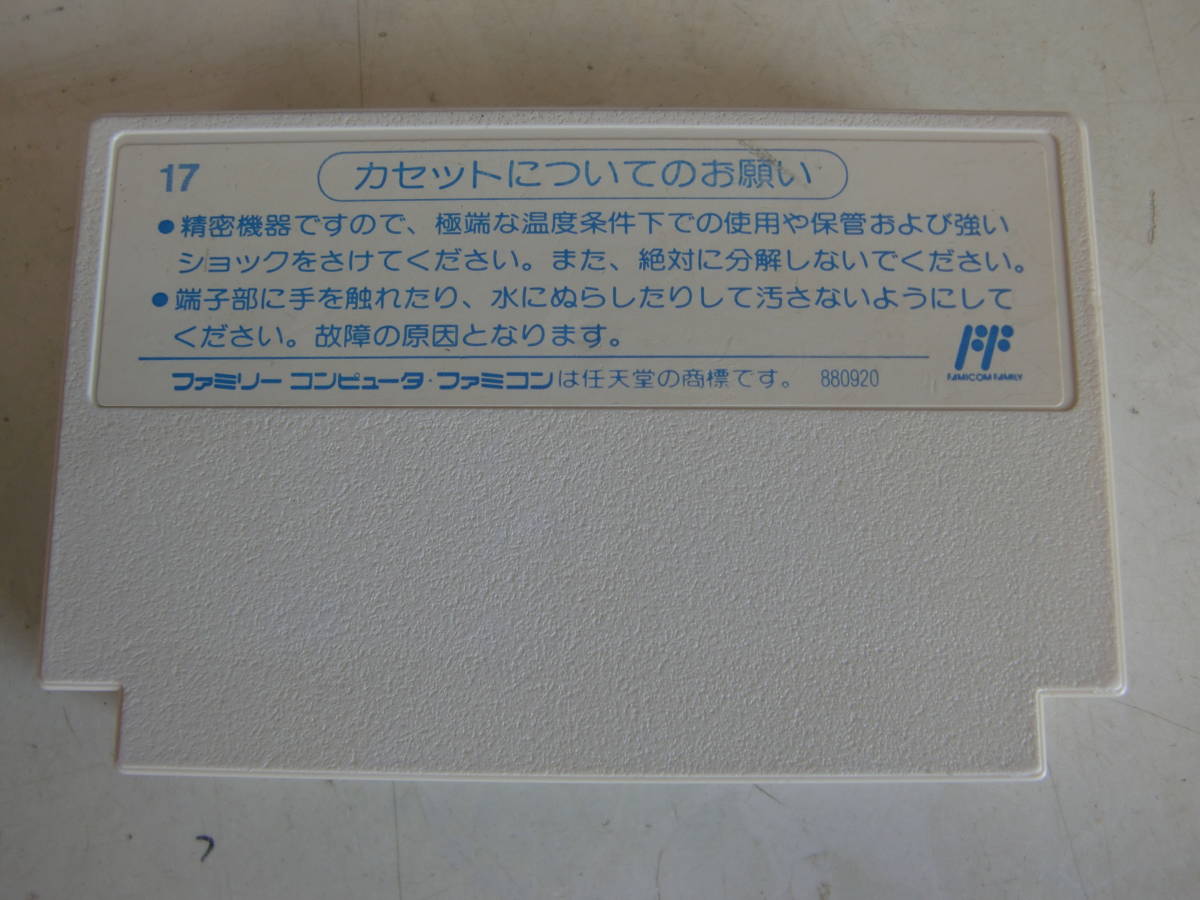 17
カセットについてのお願い
●精密機器ですので、極端な温度条件下での使用や保管および強い
ショックをさけてください。また、絶対に分解しないでください。
●端子部に手を触れたり、水にぬらしたりして汚さないようにして
ください。故障の原因となります。
FAMICOM FAMILY
ファミリー コンピュータ・ファミコンは任天堂の商標です。 880920